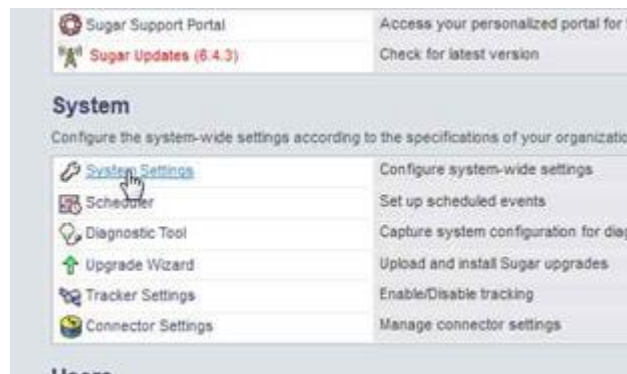 Sugar Support Portal Access your personalized portal for
Sugar Updates (6.4.3) Check for latest version
System
Configure the system-wide settings according to the specifications of your organizatio
System Settings Configure system-wide settings
Scheduler Set up scheduled events
Diagnostic Tool Capture system configuration for diag
Upgrade Wizard Upload and install Sugar upgrades
Tracker Settings Enable/Disable tracking
Connector Settings Manage connector settings
Users